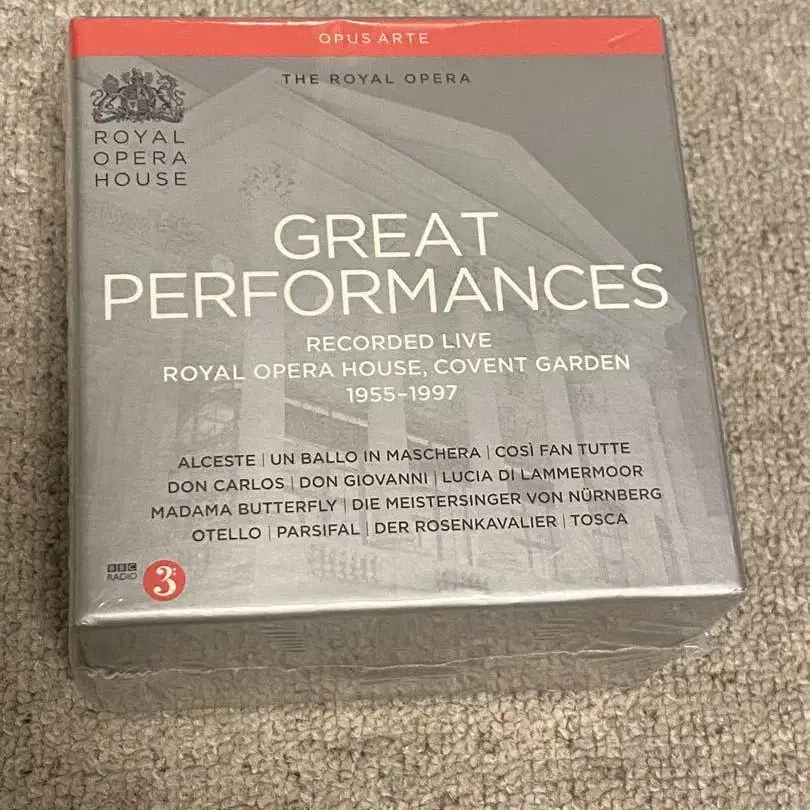 OPUS ARTE
THE ROYAL OPERA
ROYAL
OPERA
HOUSE
GREAT
PERFORMANCES
RECORDED LIVE
ROYAL OPERA HOUSE, COVENT GARDEN
1955–1997
ALCESTE | UN BALLO IN MASCHERA | COSÌ FAN TUTTE
DON CARLOS | DON GIOVANNI | LUCIA DI LAMMERMOOR
MADAMA BUTTERFLY | DIE MEISTERSINGER VON NÜRNBERG
OTELLO | PARSIFAL | DER ROSENKAVALIER | TOSCA
BBC
RADIO
3